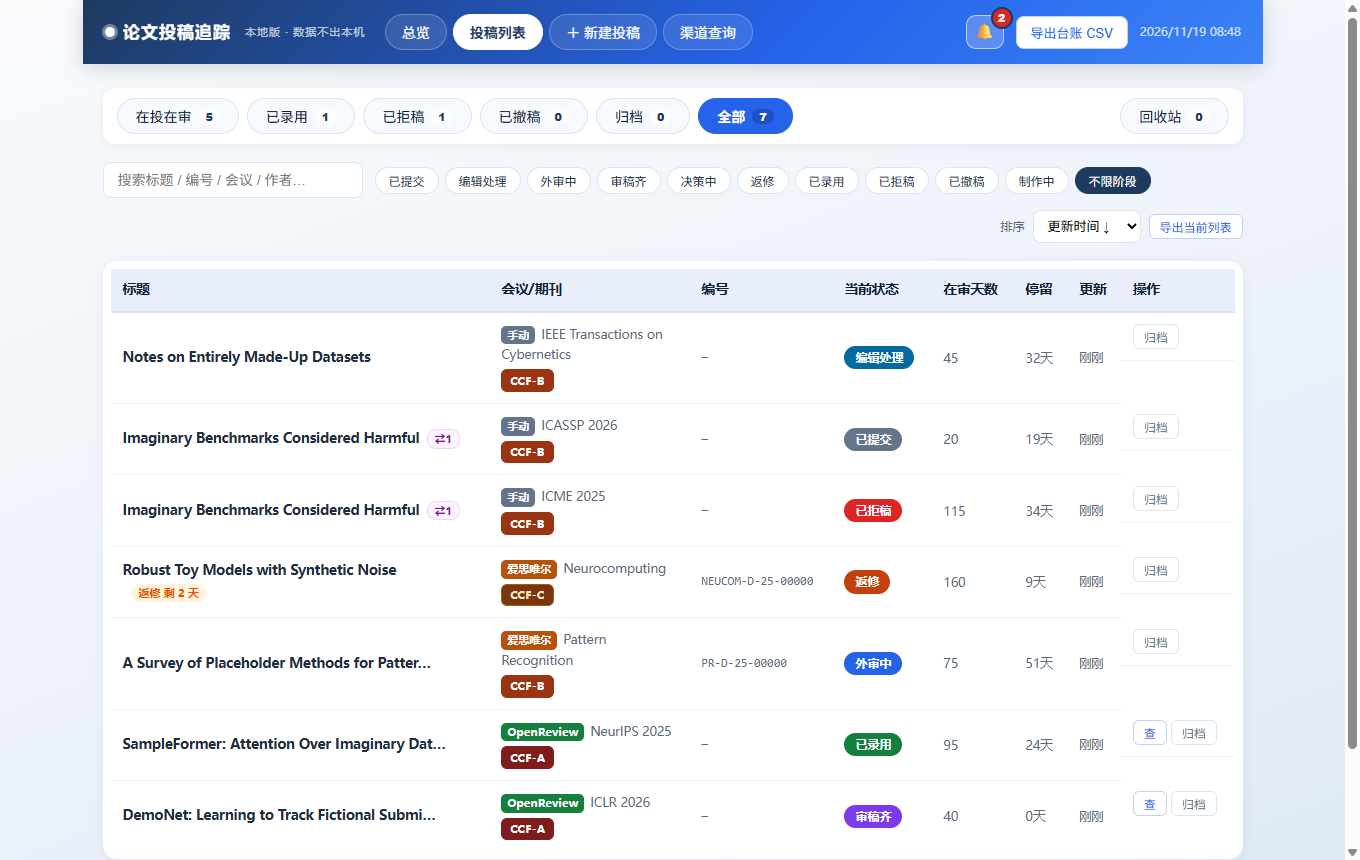 论文投稿追踪 本地版 · 数据不出本机 总览 投稿列表 ＋ 新建投稿 渠道查询 2 导出台账 CSV 2026/11/19 08:48
在投在审 5 已录用 1 已拒稿 1 已撤稿 0 归档 0 全部 7 回收站 0
搜索标题 / 编号 / 会议 / 作者… 已提交 编辑处理 外审中 审稿齐 决策中 返修 已录用 已拒稿 已撤稿 制作中 不限阶段
排序 更新时间 ↓ 导出当前列表
标题 会议/期刊 编号 当前状态 在审天数 停留 更新 操作
Notes on Entirely Made-Up Datasets 手动 IEEE Transactions on
Cybernetics
CCF-B – 编辑处理 45 32天 刚刚 归档
Imaginary Benchmarks Considered Harmful ⇄1 手动 ICASSP 2026
CCF-B – 已提交 20 19天 刚刚 归档
Imaginary Benchmarks Considered Harmful ⇄1 手动 ICME 2025
CCF-B – 已拒稿 115 34天 刚刚 归档
Robust Toy Models with Synthetic Noise 爱思唯尔 Neurocomputing
返修 剩 2 天 CCF-C NEUCOM-D-25-00000 返修 160 9天 刚刚 归档
A Survey of Placeholder Methods for Patter… 爱思唯尔 Pattern
Recognition
CCF-B PR-D-25-00000 外审中 75 51天 刚刚 归档
SampleFormer: Attention Over Imaginary Dat… OpenReview NeurIPS 2025
CCF-A – 已录用 95 24天 刚刚 查 归档
DemoNet: Learning to Track Fictional Submi… OpenReview ICLR 2026
CCF-A – 审稿齐 40 0天 刚刚 查 归档